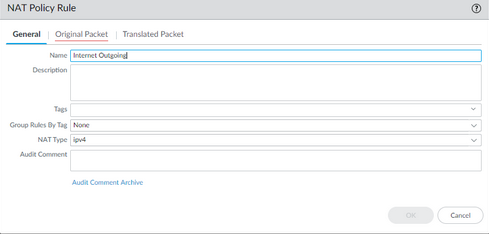 NAT Policy Rule
General | Original Packet | Translated Packet
Name Internet Outgoing
Description
Tags
Group Rules By Tag None
NAT Type ipv4
Audit Comment
Audit Comment Archive
OK Cancel